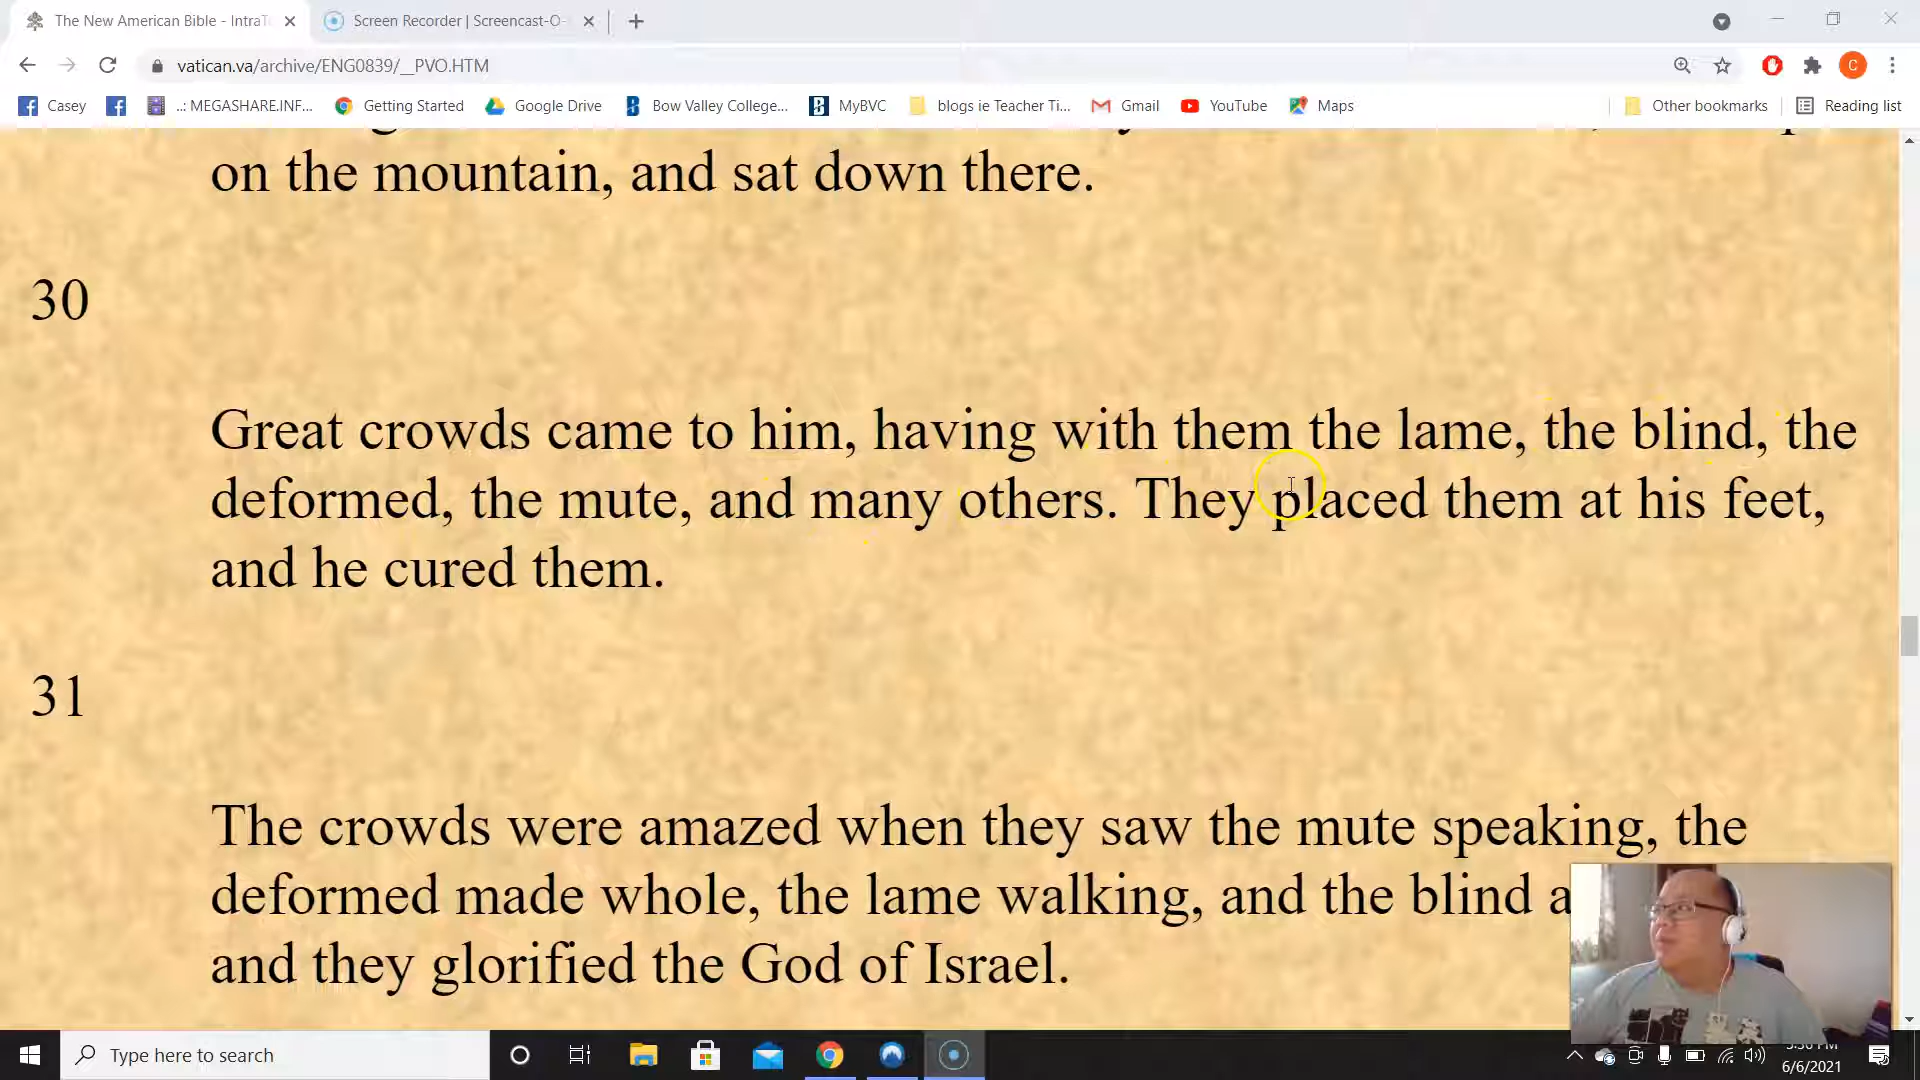 The New American Bible - IntraTe
Screen Recorder | Screencast-O-
vatican.va/archive/ENG0839/__PVO.HTM
C
Casey
..: MEGASHARE.INF...
Getting Started
Google Drive
Bow Valley College...
MyBVC
blogs ie Teacher Ti...
Gmail
YouTube
Maps
Other bookmarks
Reading list
on the mountain, and sat down there.
30
Great crowds came to him, having with them the lame, the blind, the
deformed, the mute, and many others. They placed them at his feet,
and he cured them.
31
The crowds were amazed when they saw the mute speaking, the
deformed made whole, the lame walking, and the blind a
and they glorified the God of Israel.
Type here to search
6/6/2021